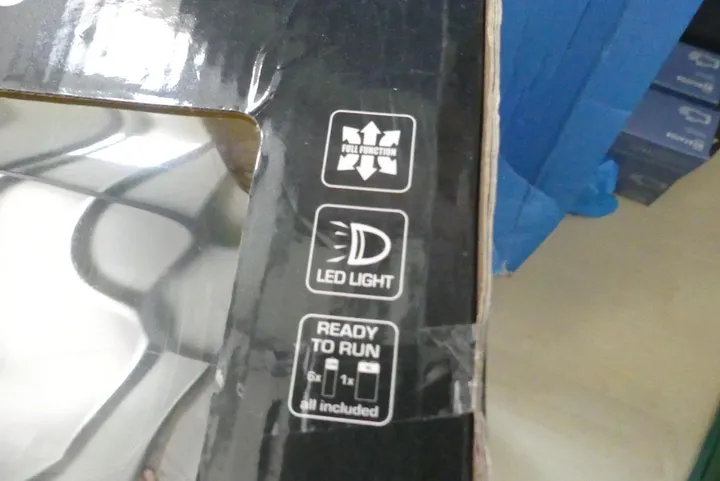 FULL FUNCTION
LED LIGHT
READY
TO RUN
6x 1x
all included